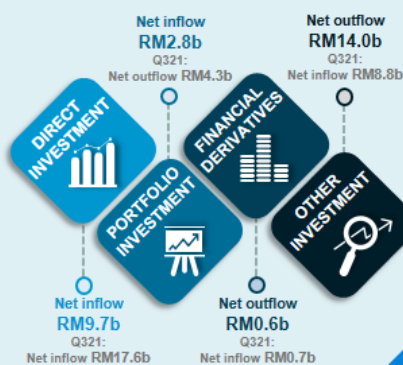 Net inflow
RM2.8b
Q321:
Net outflow RM4.3b
Net outflow
RM14.0b
Q321:
Net inflow RM8.8b
DIRECT
INVESTMENT
PORTFOLIO
INVESTMENT
FINANCIAL
DERIVATIVES
OTHER
INVESTMENT
Net inflow
RM9.7b
Q321:
Net inflow RM17.6b
Net outflow
RM0.6b
Q321:
Net inflow RM0.7b